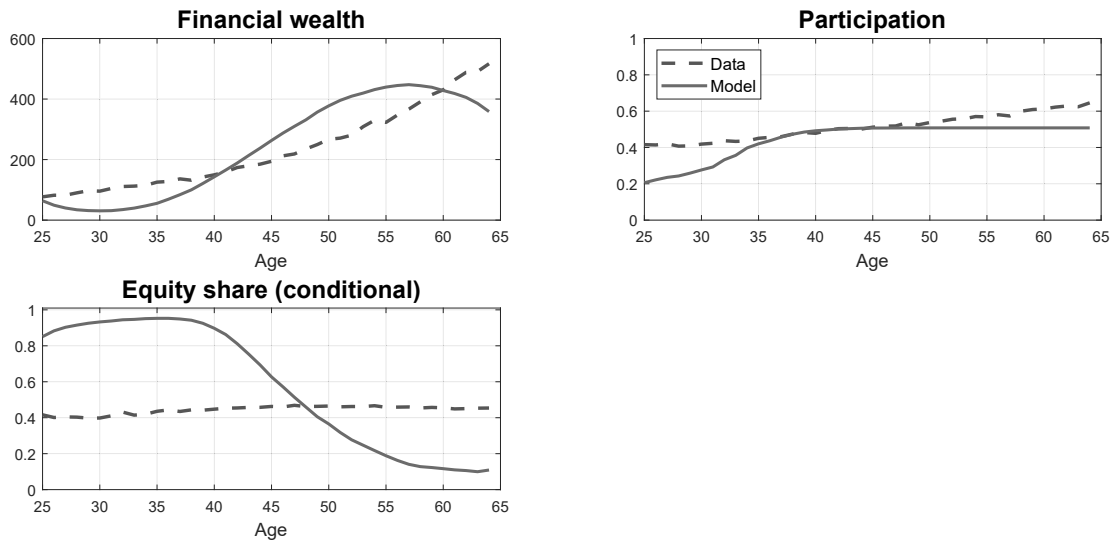 Financial wealth
600
400
200
0
25 30 35 40 45 50 55 60 65
Age
Participation
1
0.8
0.6
0.4
0.2
0
Data
Model
25 30 35 40 45 50 55 60 65
Age
Equity share (conditional)
1
0.8
0.6
0.4
0.2
0
25 30 35 40 45 50 55 60 65
Age